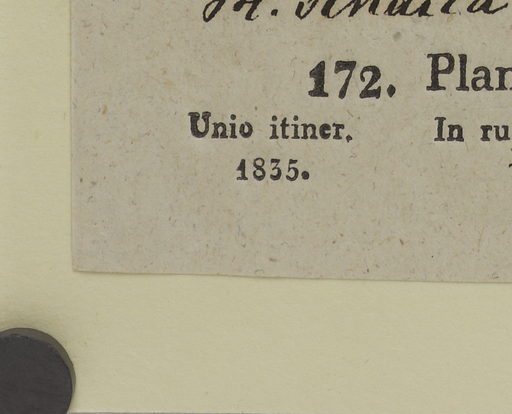 172. Plan
Unio itiner. In ru
1835.